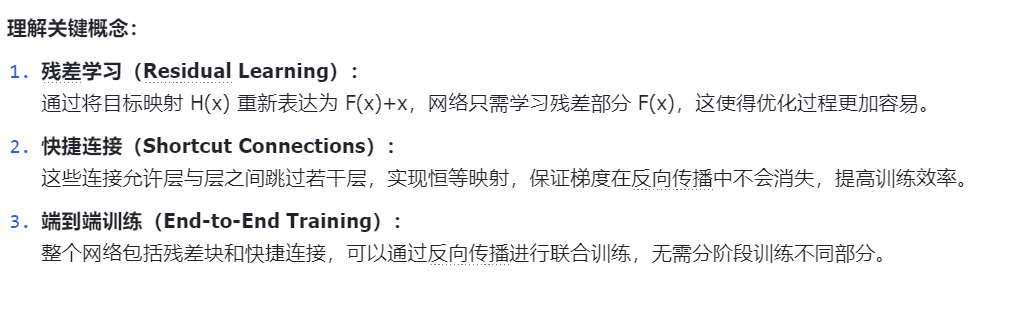 理解关键概念：
1. 残差学习（Residual Learning）：
通过将目标映射 H(x) 重新表达为 F(x)+x，网络只需学习残差部分 F(x)，这使得优化过程更加容易。
2. 快捷连接（Shortcut Connections）：
这些连接允许层与层之间跳过若干层，实现恒等映射，保证梯度在反向传播中不会消失，提高训练效率。
3. 端到端训练（End-to-End Training）：
整个网络包括残差块和快捷连接，可以通过反向传播进行联合训练，无需分阶段训练不同部分。